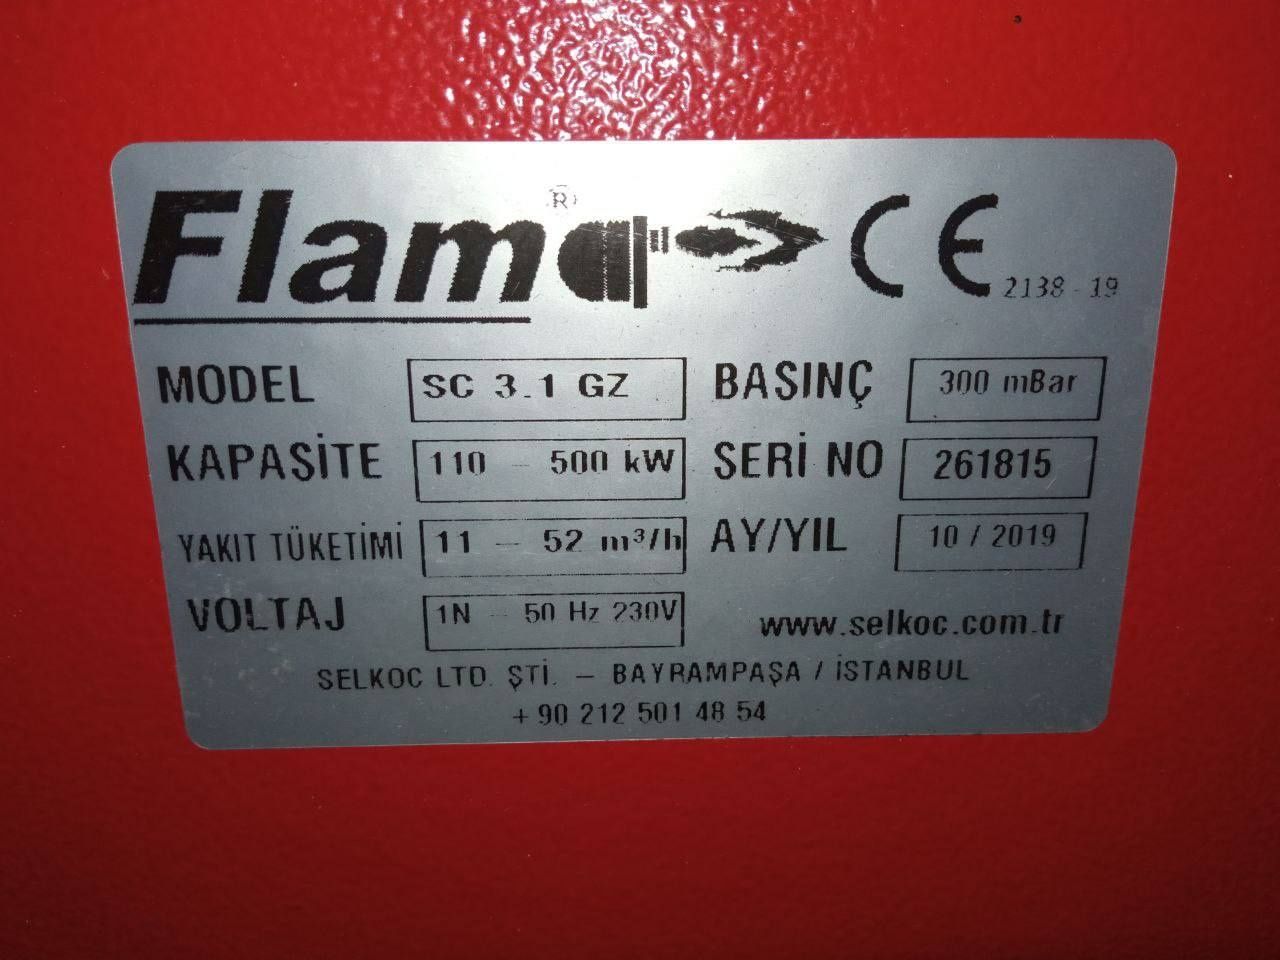 Flama ® CE 2138 - 19
MODEL SC 3.1 GZ BASINÇ 300 mBar
KAPASİTE 110 - 500 kW SERİ NO 261815
YAKIT TÜKETİMİ 11 - 52 m³/h AY/YIL 10 / 2019
VOLTAJ 1N - 50 Hz 230V www.selkoc.com.tr
SELKOC LTD. ŞTİ. - BAYRAMPAŞA / İSTANBUL
+ 90 212 501 48 54